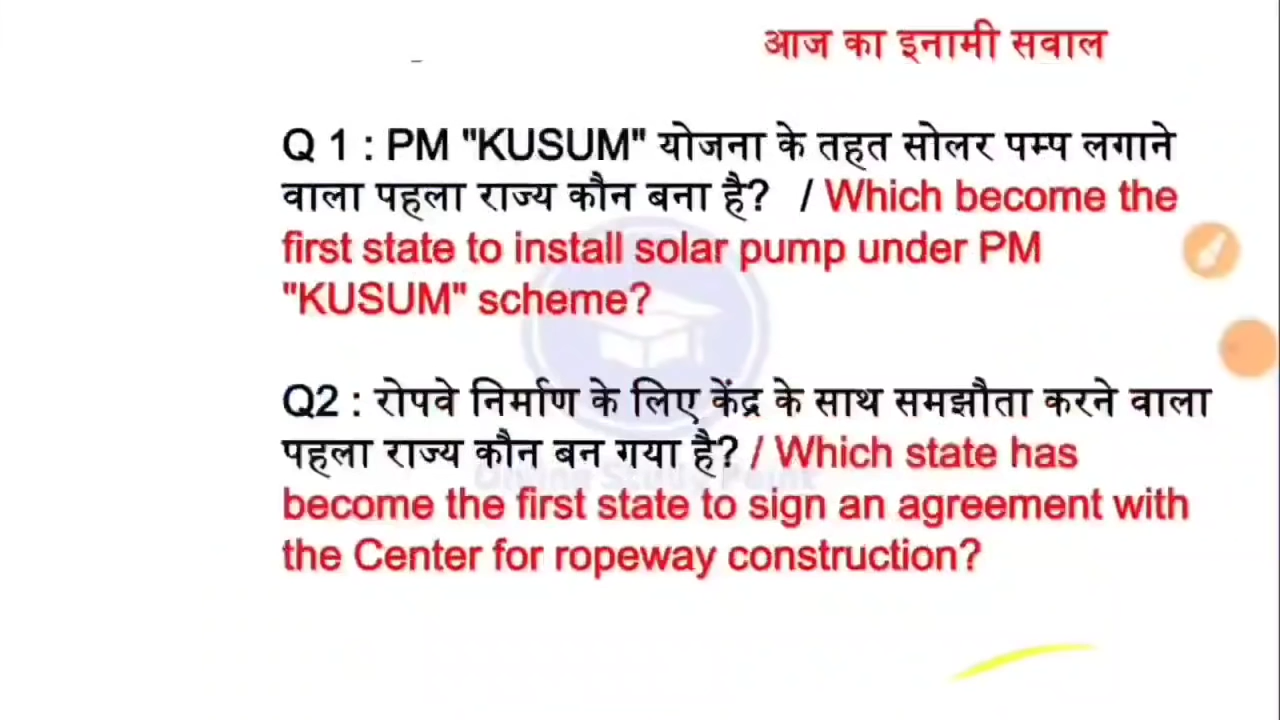 आज का इनामी सवाल
Q 1 : PM "KUSUM" योजना के तहत सोलर पम्प लगाने
वाला पहला राज्य कौन बना है? / Which become the
first state to install solar pump under PM
"KUSUM" scheme?
Q2 : रोपवे निर्माण के लिए केंद्र के साथ समझौता करने वाला
पहला राज्य कौन बन गया है? / Which state has
become the first state to sign an agreement with
the Center for ropeway construction?